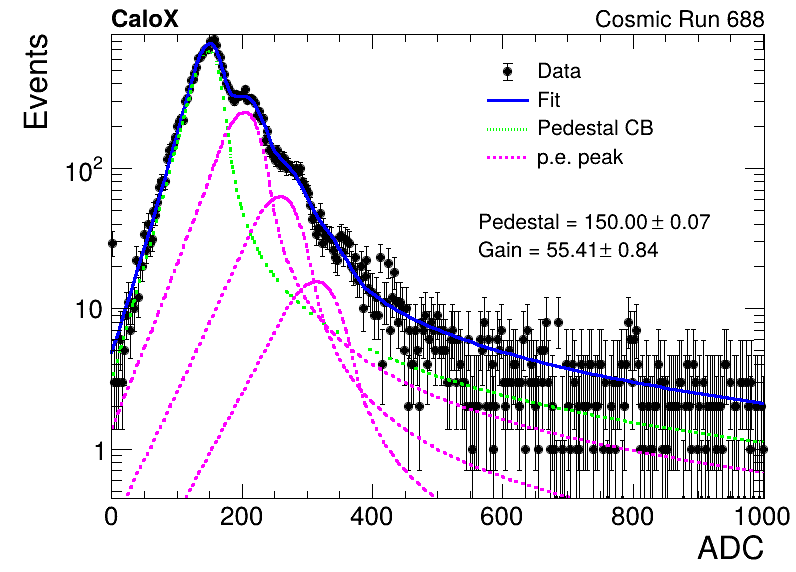 CaloX Cosmic Run 688
Events
Data
Fit
Pedestal CB
p.e. peak
Pedestal = 150.00 ± 0.07
Gain = 55.41 ± 0.84
10²
10
1
0 200 400 600 800 1000
ADC